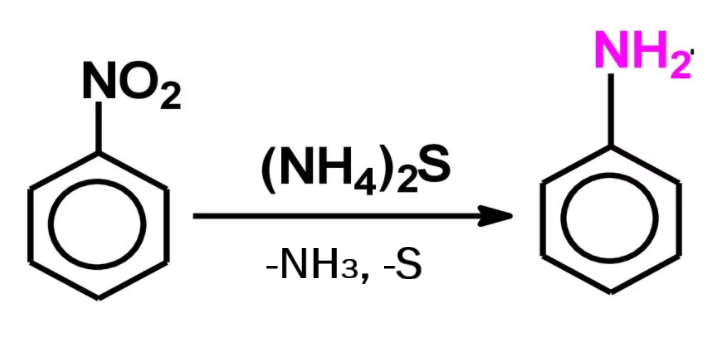 NO₂
(NH₄)₂S
-NH₃, -S
NH₂